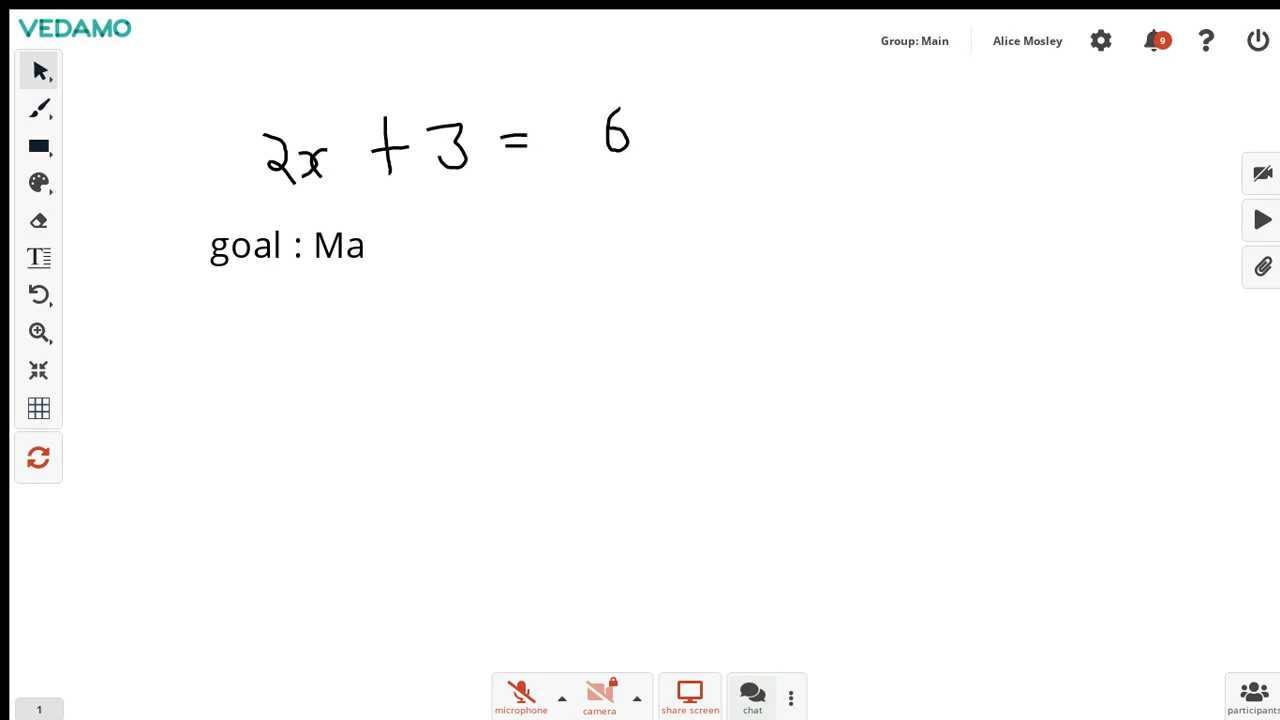 VEDAMO
Group: Main
Alice Mosley
9
?
2x + 3 = 6
goal : Ma
T
1
microphone
camera
share screen
chat
participants